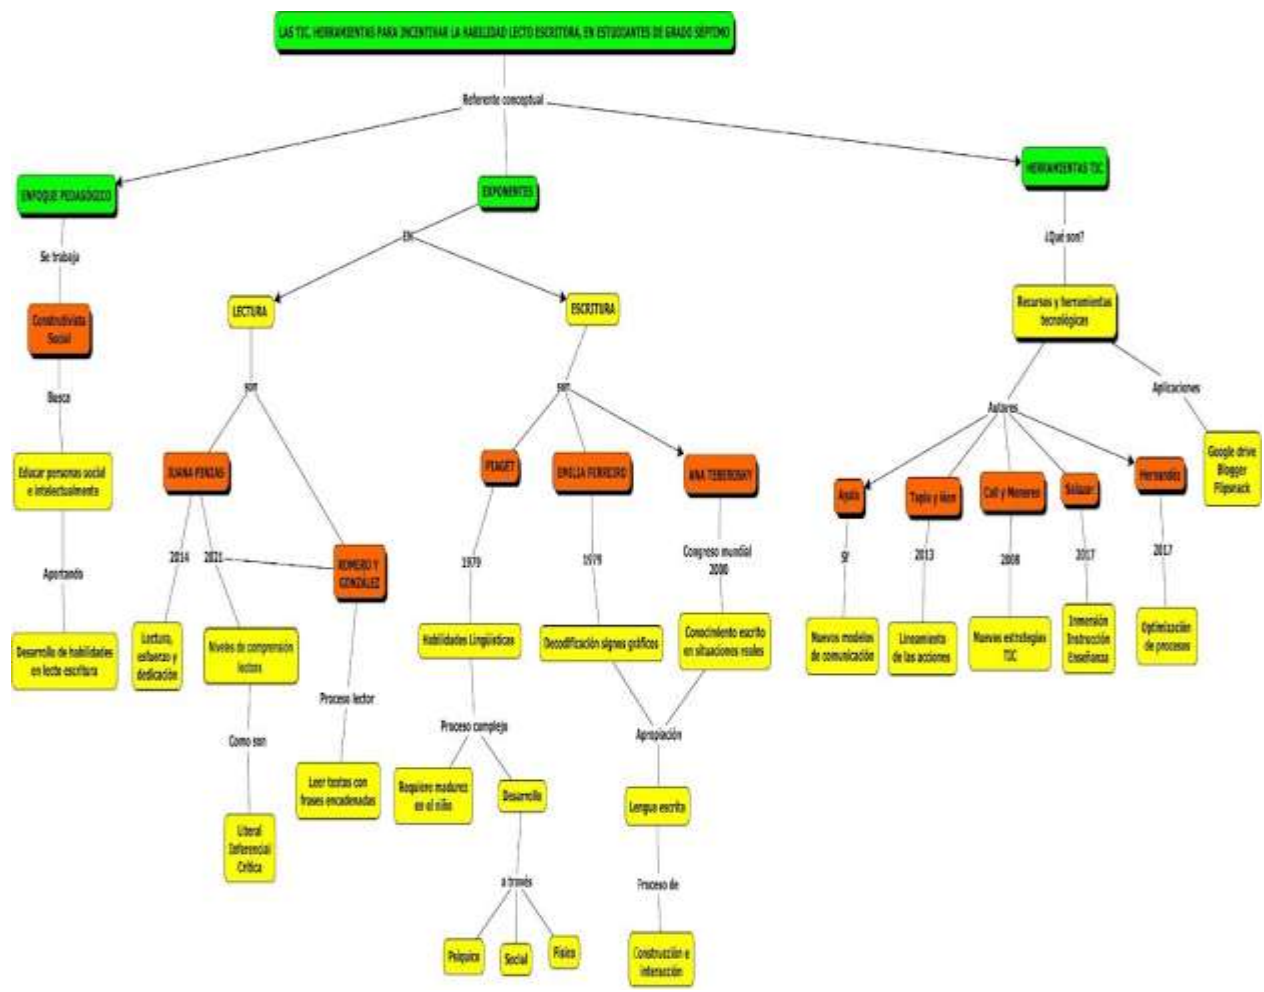 LAS TIC. HERRAMIENTAS PARA INCENTIVAR LA HABILIDAD LECTO ESCRITORA, EN ESTUDIANTES DE GRADO SÉPTIMO
Referente conceptual
ENFOQUE PEDAGÓGICO
EXPONENTES
HERRAMIENTAS TIC
Se trabaja
EN
¿Qué son?
Construtivista
Social
LECTURA
ESCRITURA
Recursos y herramientas
tecnológicas
Busca
son
son
Autores
Aplicaciones
Educar personas social
e intelectualmente
JUANA PINZAS
PIAGET
EMILIA FERREIRO
ANA TEBEROSKY
Ayala
Tapia y
Coll y
Salazar
Hernandez
Google drive
Blogger
Flipsnack
Aportando
2014
2021
ROMERO Y
GONZALEZ
1979
1979
Congreso mundial
2000
Sf
2013
2008
2017
2017
Desarrollo de habilidades
en lecto escritura
Lectura,
esfuerzo y
dedicación
Niveles de comprensión
lectora
Habilidades Lingüísticas
Decodificación signos gráficos
Conocimiento escrito
en situaciones reales
Nuevos modelos
de comunicación
Lineamiento
de las acciones
Nuevas estrategias
TIC
Inmersión
Instrucción
Enseñanza
Optimización
de procesos
Como son
Proceso lector
Proceso complejo
Apropiación
Literal
Inferencial
Crítica
Leer textos con
frases encadenadas
Requiere madurez
en el niño
Desarrollo
Lengua escrita
a través
Proceso de
Psíquico
Social
Físico
Construcción e
interacción